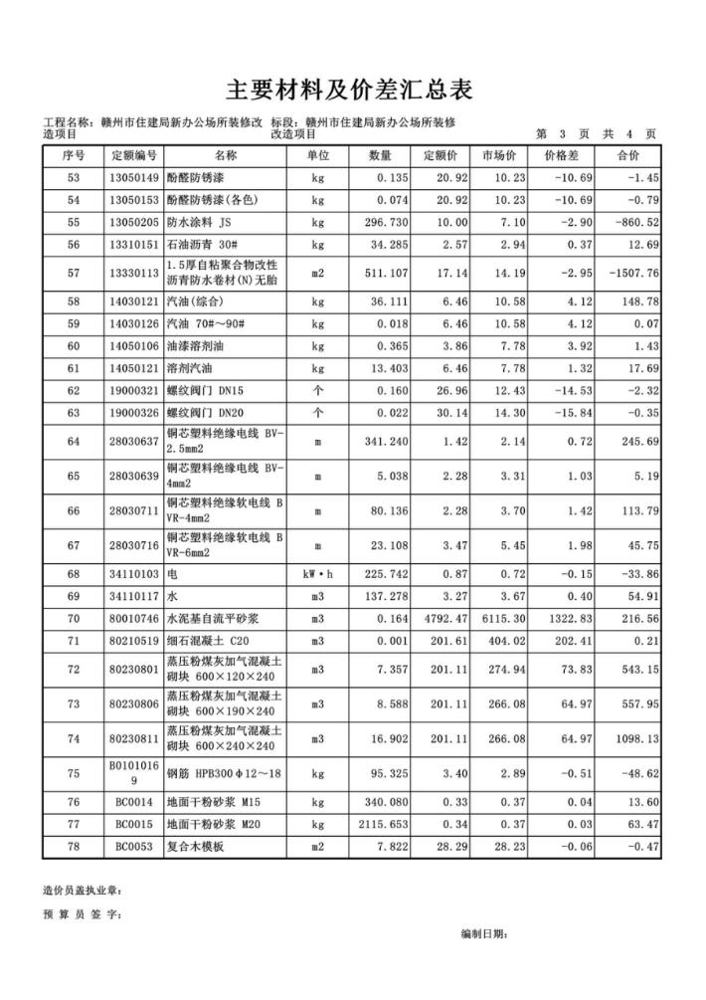 主要材料及价差汇总表
工程名称：赣州市住建局新办公场所装修改 标段：赣州市住建局新办公场所装修
造项目 改造项目 第 3 页 共 4 页
序号 定额编号 名称 单位 数量 定额价 市场价 价格差 合价
53 13050149 酚醛防锈漆 kg 0.135 20.92 10.23 -10.69 -1.45
54 13050153 酚醛防锈漆(各色) kg 0.074 20.92 10.23 -10.69 -0.79
55 13050205 防水涂料 JS kg 296.730 10.00 7.10 -2.90 -860.52
56 13310151 石油沥青 30# kg 34.285 2.57 2.94 0.37 12.69
57 13330113 1.5厚自粘聚合物改性
沥青防水卷材(N)无胎 m2 511.107 17.14 14.19 -2.95 -1507.76
58 14030121 汽油(综合) kg 36.111 6.46 10.58 4.12 148.78
59 14030126 汽油 70#～90# kg 0.018 6.46 10.58 4.12 0.07
60 14050106 油漆溶剂油 kg 0.365 3.86 7.78 3.92 1.43
61 14050121 溶剂汽油 kg 13.403 6.46 7.78 1.32 17.69
62 19000321 螺纹阀门 DN15 个 0.160 26.96 12.43 -14.53 -2.32
63 19000326 螺纹阀门 DN20 个 0.022 30.14 14.30 -15.84 -0.35
64 28030637 铜芯塑料绝缘电线 BV-
2.5mm2 m 341.240 1.42 2.14 0.72 245.69
65 28030639 铜芯塑料绝缘电线 BV-
4mm2 m 5.038 2.28 3.31 1.03 5.19
66 28030711 铜芯塑料绝缘软电线 B
VR-4mm2 m 80.136 2.28 3.70 1.42 113.79
67 28030716 铜芯塑料绝缘软电线 B
VR-6mm2 m 23.108 3.47 5.45 1.98 45.75
68 34110103 电 kW·h 225.742 0.87 0.72 -0.15 -33.86
69 34110117 水 m3 137.278 3.27 3.67 0.40 54.91
70 80010746 水泥基自流平砂浆 m3 0.164 4792.47 6115.30 1322.83 216.56
71 80210519 细石混凝土 C20 m3 0.001 201.61 404.02 202.41 0.21
72 80230801 蒸压粉煤灰加气混凝土
砌块 600×120×240 m3 7.357 201.11 274.94 73.83 543.15
73 80230806 蒸压粉煤灰加气混凝土
砌块 600×190×240 m3 8.588 201.11 266.08 64.97 557.95
74 80230811 蒸压粉煤灰加气混凝土
砌块 600×240×240 m3 16.902 201.11 266.08 64.97 1098.13
75 B0101016
9 钢筋 HPB300φ12～18 kg 95.325 3.40 2.89 -0.51 -48.62
76 BC0014 地面干粉砂浆 M15 kg 340.080 0.33 0.37 0.04 13.60
77 BC0015 地面干粉砂浆 M20 kg 2115.653 0.34 0.37 0.03 63.47
78 BC0053 复合木模板 m2 7.822 28.29 28.23 -0.06 -0.47
造价员盖执业章：
预 算 员 签 字：
编制日期：